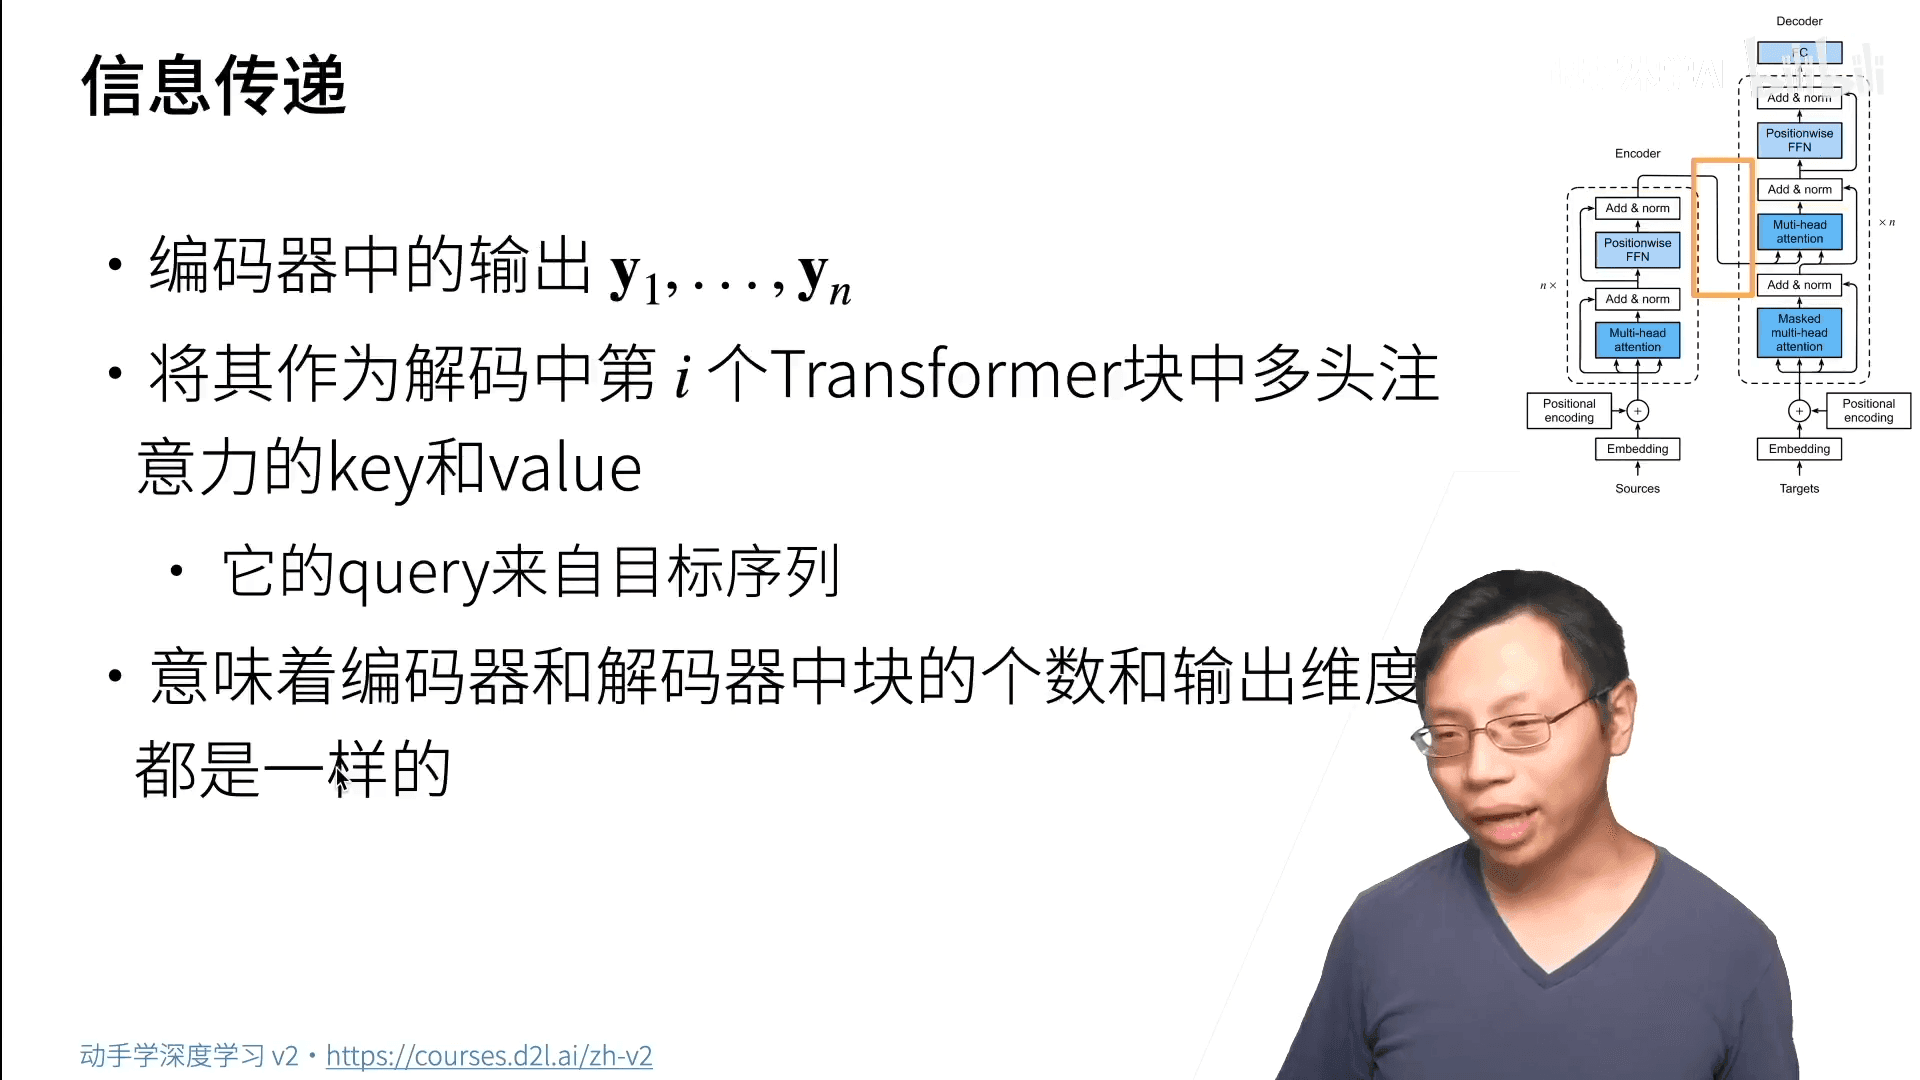 信息传递
• 编码器中的输出 y1, . . . , yn
• 将其作为解码中第 i 个Transformer块中多头注
意力的key和value
• 它的query来自目标序列
• 意味着编码器和解码器中块的个数和输出维度
都是一样的
动手学深度学习 v2 • https://courses.d2l.ai/zh-v2
Encoder
Add & norm
Positionwise
FFN
Add & norm
Multi-head
attention
n ×
Positional
encoding
+
Embedding
Sources
Decoder
FC
Add & norm
Positionwise
FFN
Add & norm
Muti-head
attention
× n
Add & norm
Masked
multi-head
attention
+
Positional
encoding
Embedding
Targets